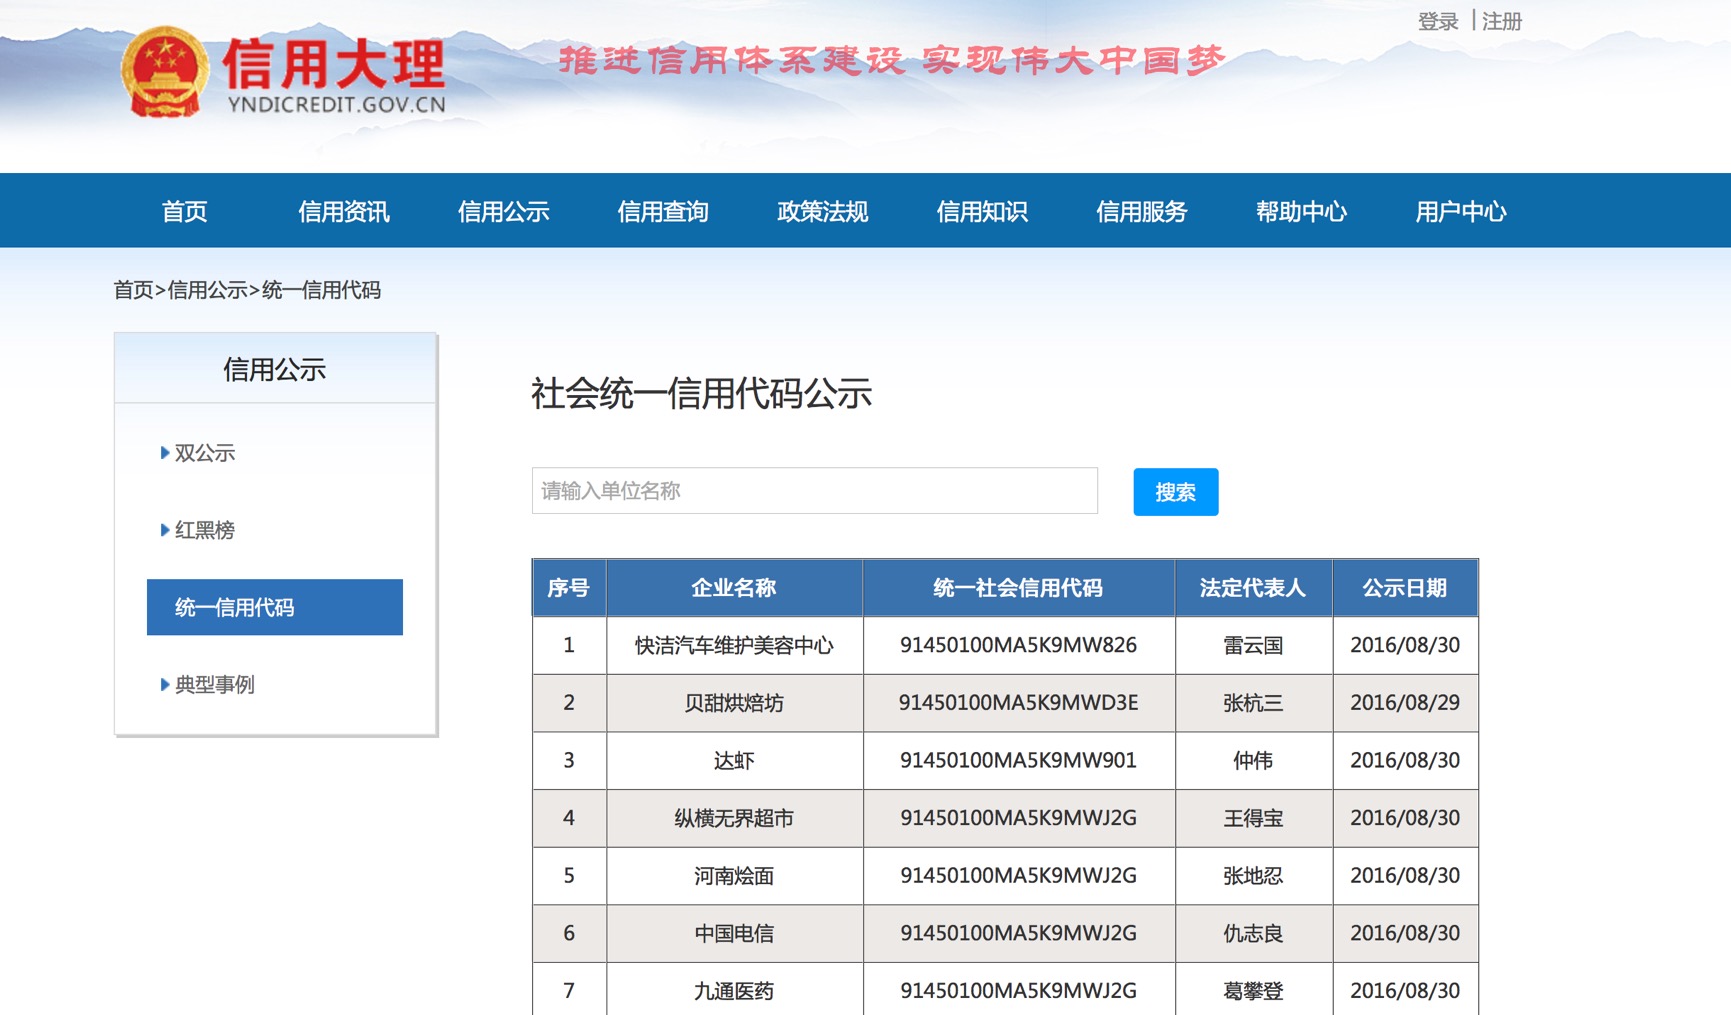 登录 | 注册
信用大理
YNDICREDIT.GOV.CN
推进信用体系建设 实现伟大中国梦
首页 信用资讯 信用公示 信用查询 政策法规 信用知识 信用服务 帮助中心 用户中心
首页>信用公示>统一信用代码
信用公示
双公示
红黑榜
统一信用代码
典型事例
社会统一信用代码公示
请输入单位名称 搜索
序号 企业名称 统一社会信用代码 法定代表人 公示日期
1 快洁汽车维护美容中心 91450100MA5K9MW826 雷云国 2016/08/30
2 贝甜烘焙坊 91450100MA5K9MWD3E 张杭三 2016/08/29
3 达虾 91450100MA5K9MW901 仲伟 2016/08/30
4 纵横无界超市 91450100MA5K9MWJ2G 王得宝 2016/08/30
5 河南烩面 91450100MA5K9MWJ2G 张地忍 2016/08/30
6 中国电信 91450100MA5K9MWJ2G 仇志良 2016/08/30
7 九通医药 91450100MA5K9MWJ2G 葛攀登 2016/08/30